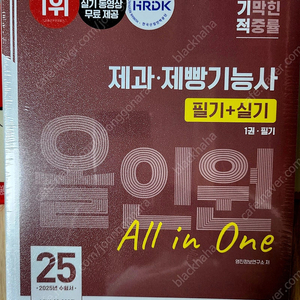 1위
실기 동영상
무료 제공
HRDK
기막힌
적중률
제과·제빵기능사
필기+실기
1권·필기
올인원
All in One
25
2025년 수험서